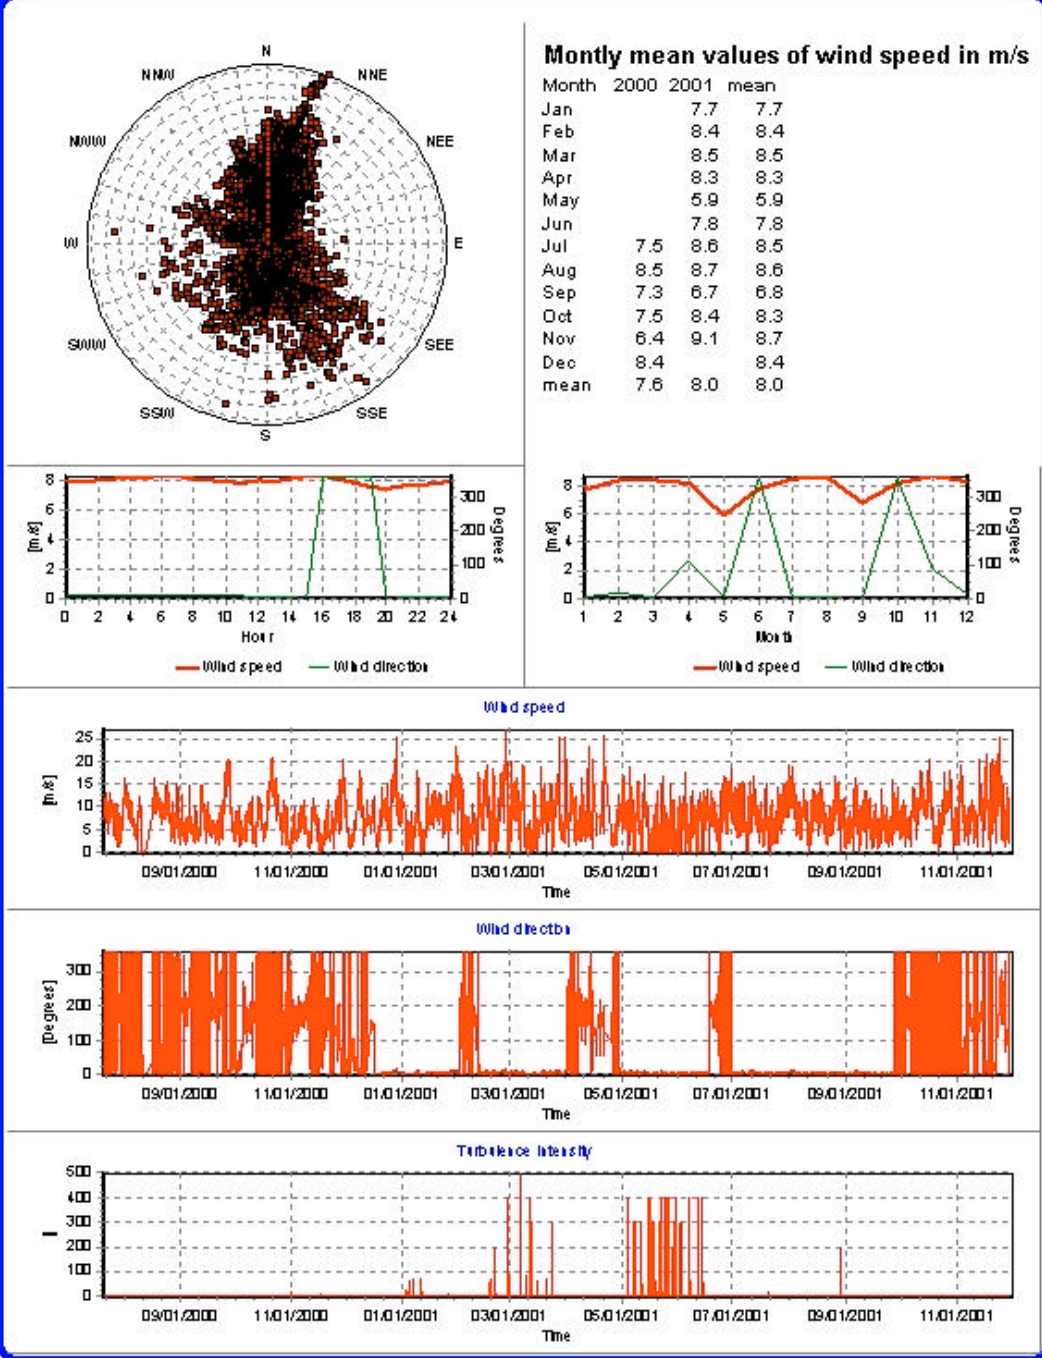 N
NNW
NNE
NWW
NEE
W
E
SWW
SEE
SSW
SSE
S
Montly mean values of wind speed in m/s
Month 2000 2001 mean
Jan 7.7 7.7
Feb 8.4 8.4
Mar 8.5 8.5
Apr 8.3 8.3
May 5.9 5.9
Jun 7.8 7.8
Jul 7.5 8.6 8.5
Aug 8.5 8.7 8.6
Sep 7.3 6.7 6.8
Oct 7.5 8.4 8.3
Nov 6.4 9.1 8.7
Dec 8.4 8.4
mean 7.6 8.0 8.0
8
6
4
2
0
[m/s]
300
200
100
0
Degrees
0 2 4 6 8 10 12 14 16 18 20 22 24
Hour
Wind speed Wind direction
8
6
4
2
0
[m/s]
300
200
100
0
Degrees
1 2 3 4 5 6 7 8 9 10 11 12
Month
Wind speed Wind direction
Wind speed
25
20
15
10
5
0
[m/s]
09/01/2000 11/01/2000 01/01/2001 03/01/2001 05/01/2001 07/01/2001 09/01/2001 11/01/2001
Time
Wind direction
300
200
100
0
[Degrees]
09/01/2000 11/01/2000 01/01/2001 03/01/2001 05/01/2001 07/01/2001 09/01/2001 11/01/2001
Time
Turbulence Intensity
500
400
300
200
100
0
I
09/01/2000 11/01/2000 01/01/2001 03/01/2001 05/01/2001 07/01/2001 09/01/2001 11/01/2001
Time